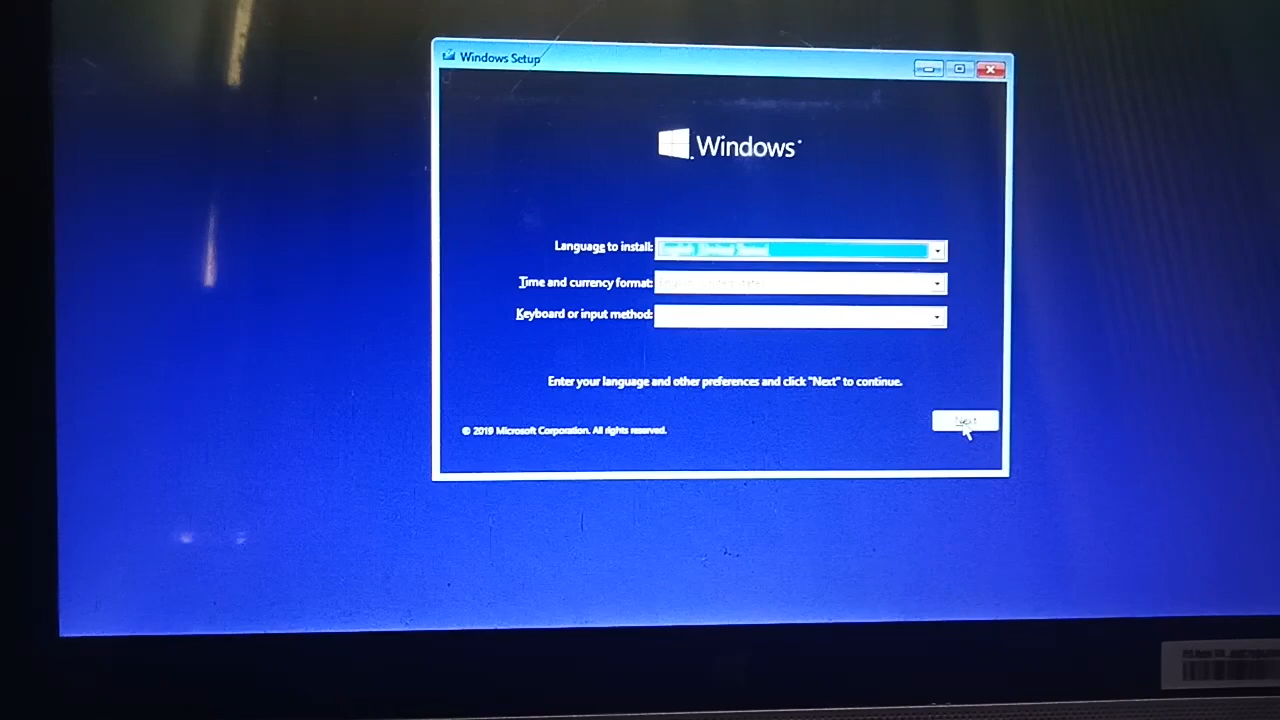 Windows Setup
Windows
Language to install:
Time and currency format:
Keyboard or input method:
Enter your language and other preferences and click "Next" to continue.
Next
© 2019 Microsoft Corporation. All rights reserved.